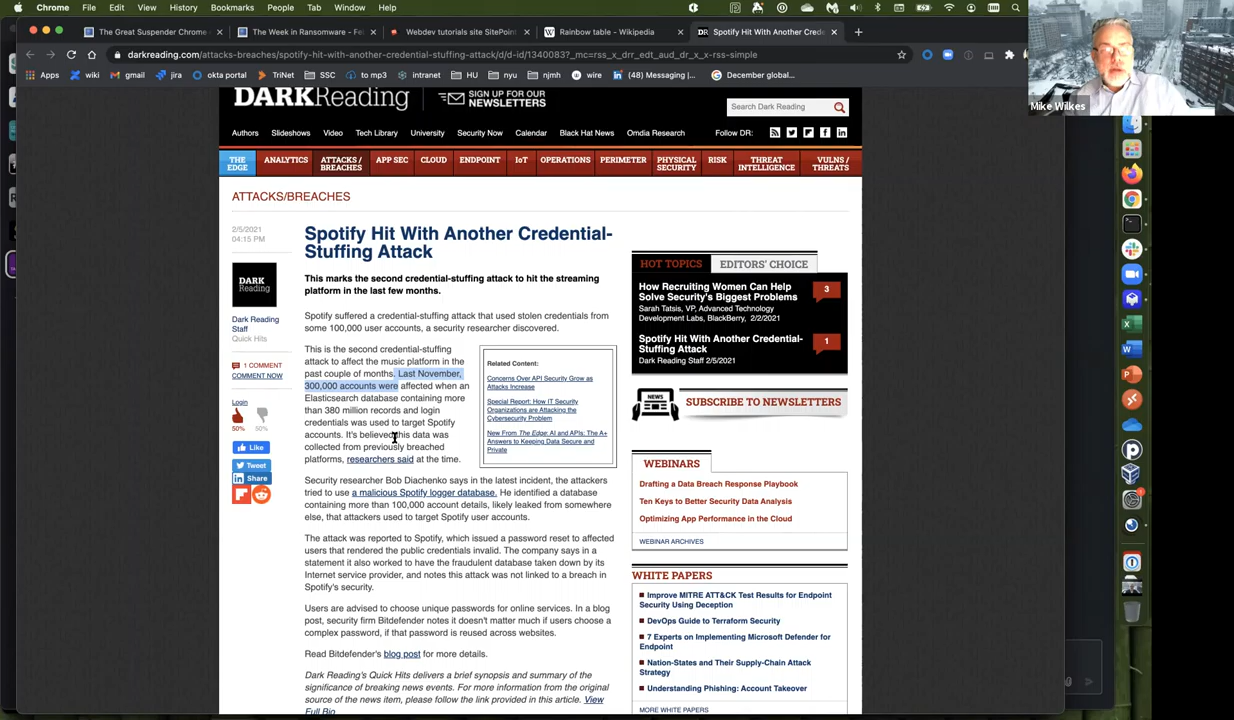 Chrome File Edit View History Bookmarks People Tab Window Help
The Great Suspender Chrome
The Week in Ransomware - Fe
Webdev tutorials site SitePoint
Rainbow table - Wikipedia
Spotify Hit With Another Crede
darkreading.com/attacks-breaches/spotify-hit-with-another-credential-stuffing-attack/d/d-id/1340083?_mc=rss_x_drr_edt_aud_dr_x_x-rss-simple
Apps wiki gmail jira okta portal TriNet SSC to mp3 intranet HU nyu njmh wire (48) Messaging |... December global...
Mike Wilkes
DARKReading
SIGN UP FOR OUR
NEWSLETTERS
Search Dark Reading
Authors Slideshows Video Tech Library University Security Now Calendar Black Hat News Omdia Research Follow DR:
THE EDGE
ANALYTICS
ATTACKS / BREACHES
APP SEC
CLOUD
ENDPOINT
IoT
OPERATIONS
PERIMETER
PHYSICAL SECURITY
RISK
THREAT INTELLIGENCE
VULNS / THREATS
ATTACKS/BREACHES
2/5/2021
04:15 PM
DARK
Reading
Dark Reading
Staff
Quick Hits
1 COMMENT
COMMENT NOW
Login
50% 50%
Like
Tweet
Share
Spotify Hit With Another Credential-
Stuffing Attack
This marks the second credential-stuffing attack to hit the streaming
platform in the last few months.
Spotify suffered a credential-stuffing attack that used stolen credentials from
some 100,000 user accounts, a security researcher discovered.
This is the second credential-stuffing
attack to affect the music platform in the
past couple of months. Last November,
300,000 accounts were affected when an
Elasticsearch database containing more
than 380 million records and login
credentials was used to target Spotify
accounts. It's believed this data was
collected from previously breached
platforms, researchers said at the time.
Related Content:
Concerns Over API Security Grow as
Attacks Increase
Special Report: How IT Security
Organizations are Attacking the
Cybersecurity Problem
New From The Edge: AI and APIs: The A+
Answers to Keeping Data Secure and
Private
Security researcher Bob Diachenko says in the latest incident, the attackers
tried to use a malicious Spotify logger database. He identified a database
containing more than 100,000 account details, likely leaked from somewhere
else, that attackers used to target Spotify user accounts.
The attack was reported to Spotify, which issued a password reset to affected
users that rendered the public credentials invalid. The company says in a
statement it also worked to have the fraudulent database taken down by its
Internet service provider, and notes this attack was not linked to a breach in
Spotify's security.
Users are advised to choose unique passwords for online services. In a blog
post, security firm Bitdefender notes it doesn't matter much if users choose a
complex password, if that password is reused across websites.
Read Bitdefender's blog post for more details.
Dark Reading's Quick Hits delivers a brief synopsis and summary of the
significance of breaking news events. For more information from the original
source of the news item, please follow the link provided in this article. View
Full Bio
HOT TOPICS EDITORS' CHOICE
How Recruiting Women Can Help
Solve Security's Biggest Problems
3
Sarah Tatsis, VP, Advanced Technology
Development Labs, BlackBerry, 2/2/2021
Spotify Hit With Another Credential-
Stuffing Attack
1
Dark Reading Staff 2/5/2021
NEWS
SUBSCRIBE TO NEWSLETTERS
WEBINARS
Drafting a Data Breach Response Playbook
Ten Keys to Better Security Data Analysis
Optimizing App Performance in the Cloud
WEBINAR ARCHIVES
WHITE PAPERS
Improve MITRE ATT&CK Test Results for Endpoint
Security Using Deception
DevOps Guide to Terraform Security
7 Experts on Implementing Microsoft Defender for
Endpoint
Nation-States and Their Supply-Chain Attack
Strategy
Understanding Phishing: Account Takeover
MORE WHITE PAPERS